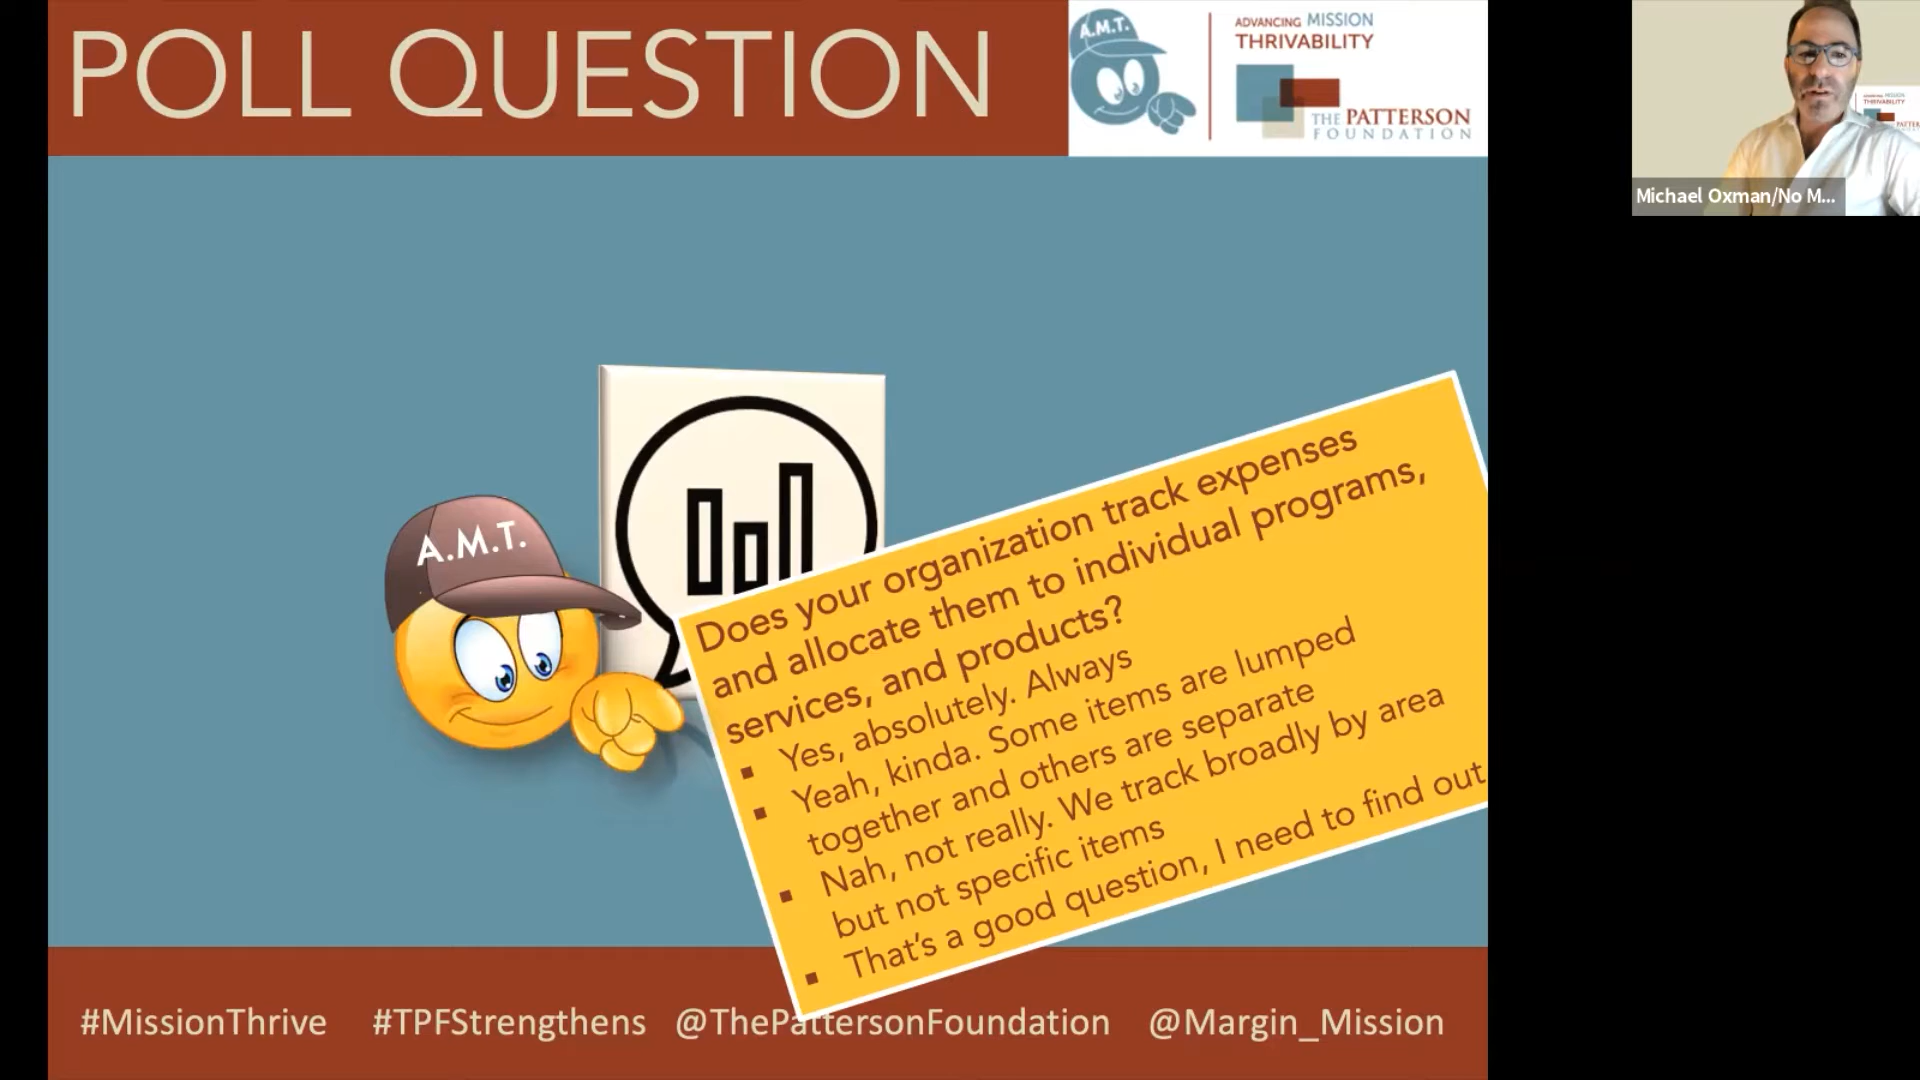 POLL QUESTION
A.M.T.
ADVANCING MISSION
THRIVABILITY
THE PATTERSON
FOUNDATION
THRIVABILITY
Michael Oxman/No M...
A.M.T.
Does your organization track expenses
and allocate them to individual programs,
services, and products?
▪ Yes, absolutely. Always
▪ Yeah, kinda. Some items are lumped
together and others are separate
▪ Nah, not really. We track broadly by area
but not specific items
▪ That's a good question, I need to find out
#MissionThrive #TPFStrengthens @ThePattersonFoundation @Margin_Mission